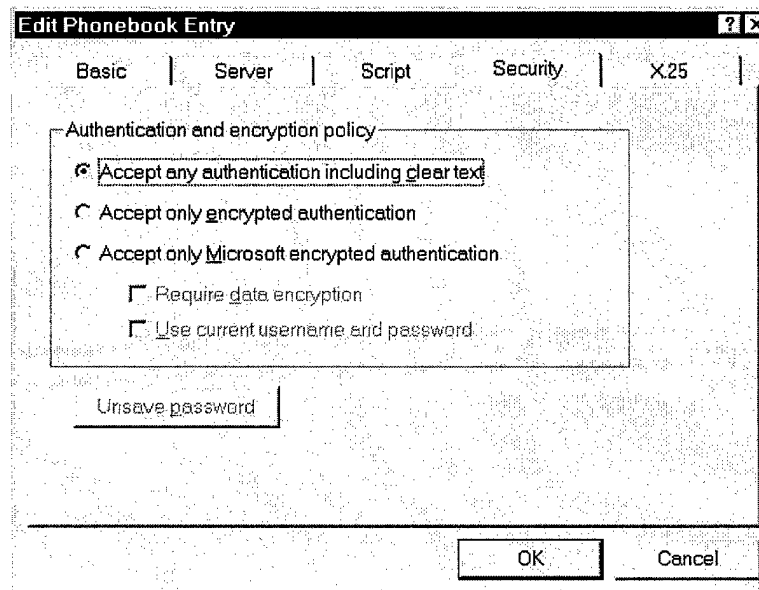 Edit Phonebook Entry ? ×
Basic Server Script Security X.25
Authentication and encryption policy
Accept any authentication including clear text
Accept only encrypted authentication
Accept only Microsoft encrypted authentication
Require data encryption
Use current username and password
Unsave password
OK Cancel